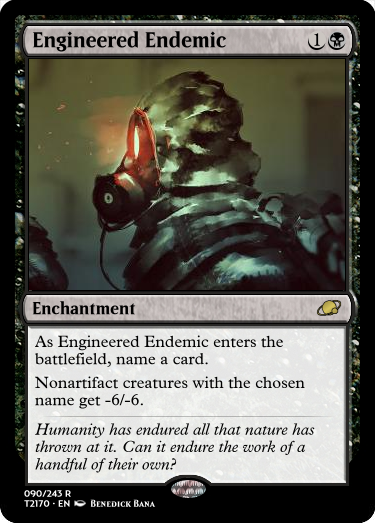 Engineered Endemic 1
Enchantment
As Engineered Endemic enters the
battlefield, name a card.
Nonartifact creatures with the chosen
name get -6/-6.
Humanity has endured all that nature has
thrown at it. Can it endure the work of a
handful of their own?
090/243 R
T2170 • EN Benedick Bana